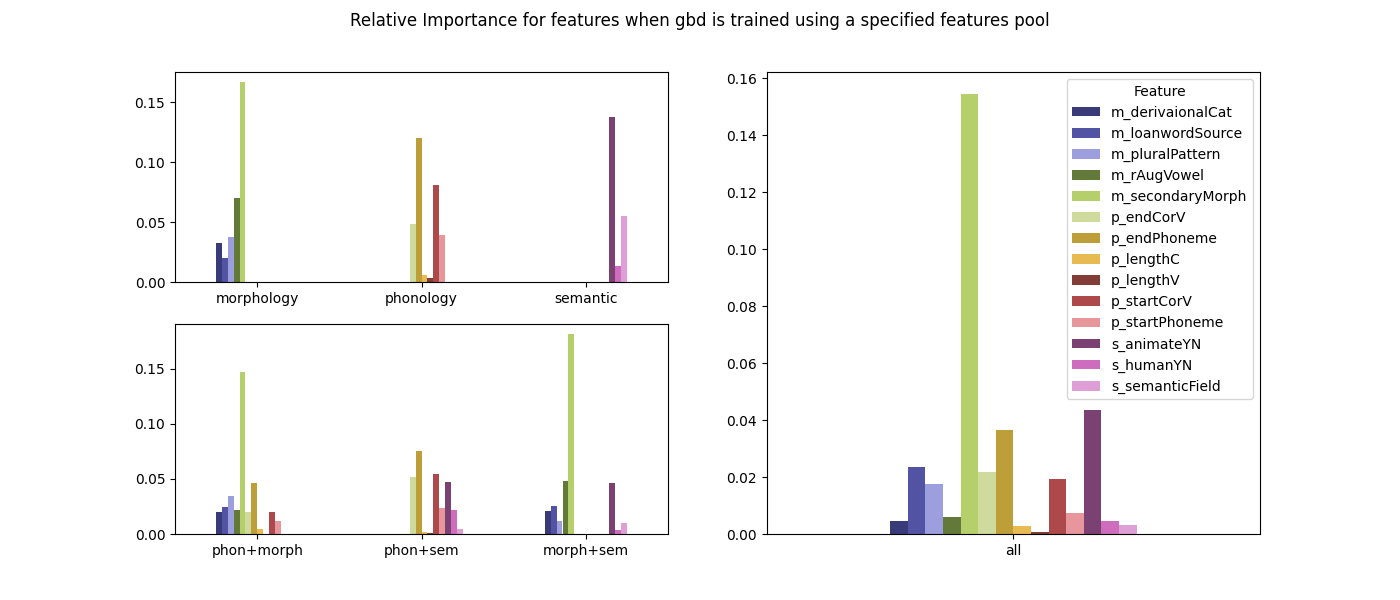 Relative Importance for features when gbd is trained using a specified features pool
0.15
0.10
0.05
0.00
morphology phonology semantic
0.15
0.10
0.05
0.00
phon+morph phon+sem morph+sem
0.16
0.14
0.12
0.10
0.08
0.06
0.04
0.02
0.00
all
Feature
m_derivaionalCat
m_loanwordSource
m_pluralPattern
m_rAugVowel
m_secondaryMorph
p_endCorV
p_endPhoneme
p_lengthC
p_lengthV
p_startCorV
p_startPhoneme
s_animateYN
s_humanYN
s_semanticField